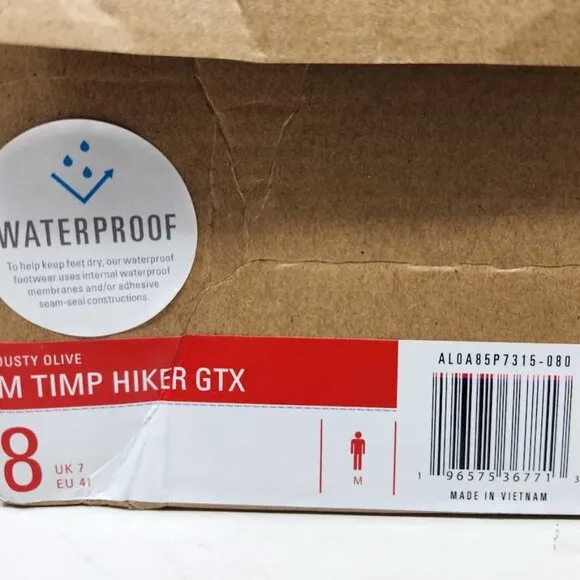 WATERPROOF
To help keep feet dry, our waterproof
footwear uses internal waterproof
membranes and/or adhesive
seam-seal constructions.
DUSTY OLIVE
M TIMP HIKER GTX
8
UK 7
EU 41
M
AL0A85P7315-080
1 96575 36771 3
MADE IN VIETNAM